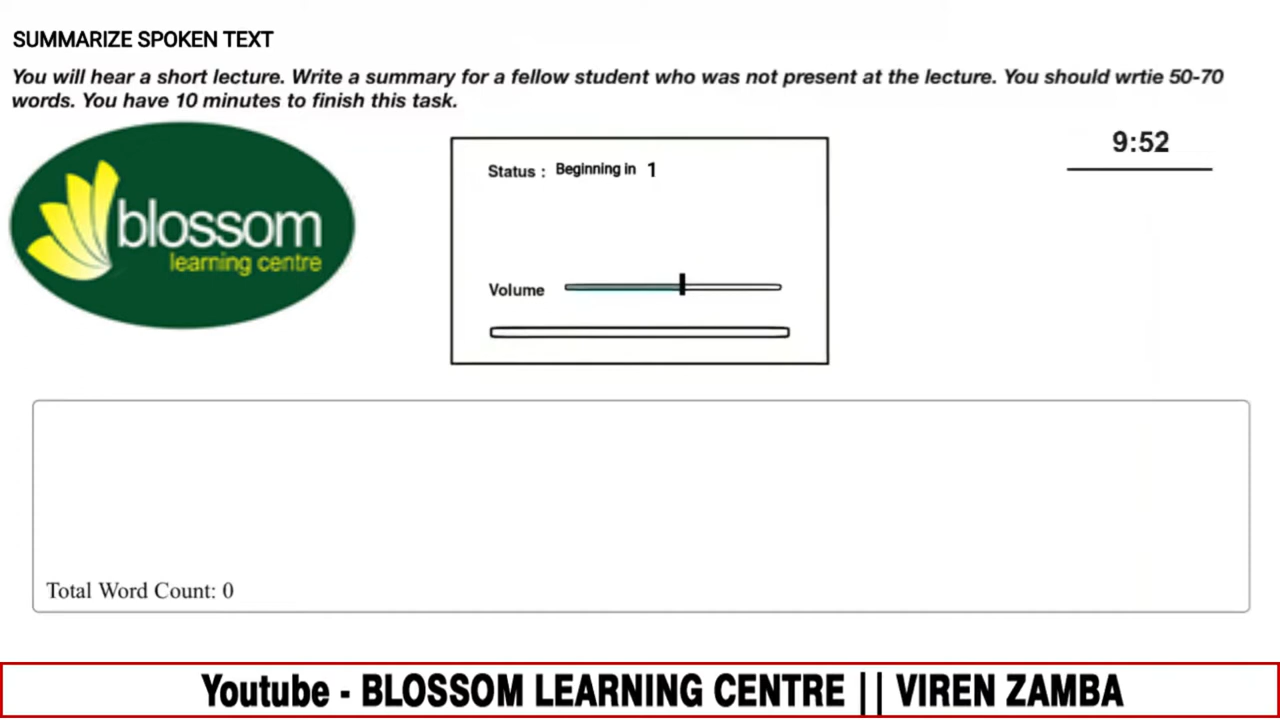 SUMMARIZE SPOKEN TEXT
You will hear a short lecture. Write a summary for a fellow student who was not present at the lecture. You should wrtie 50-70
words. You have 10 minutes to finish this task.
9:52
Status : Beginning in 1
blossom
learning centre
Volume
Total Word Count: 0
Youtube - BLOSSOM LEARNING CENTRE || VIREN ZAMBA